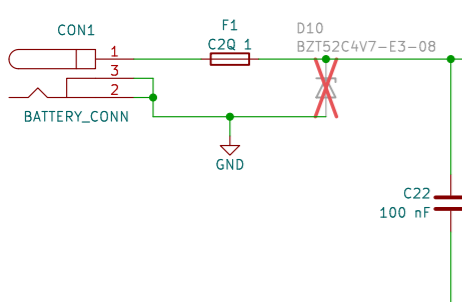 CON1
1
3
2
BATTERY_CONN
F1
C2Q 1
D10
BZT52C4V7-E3-08
GND
C22
100 nF